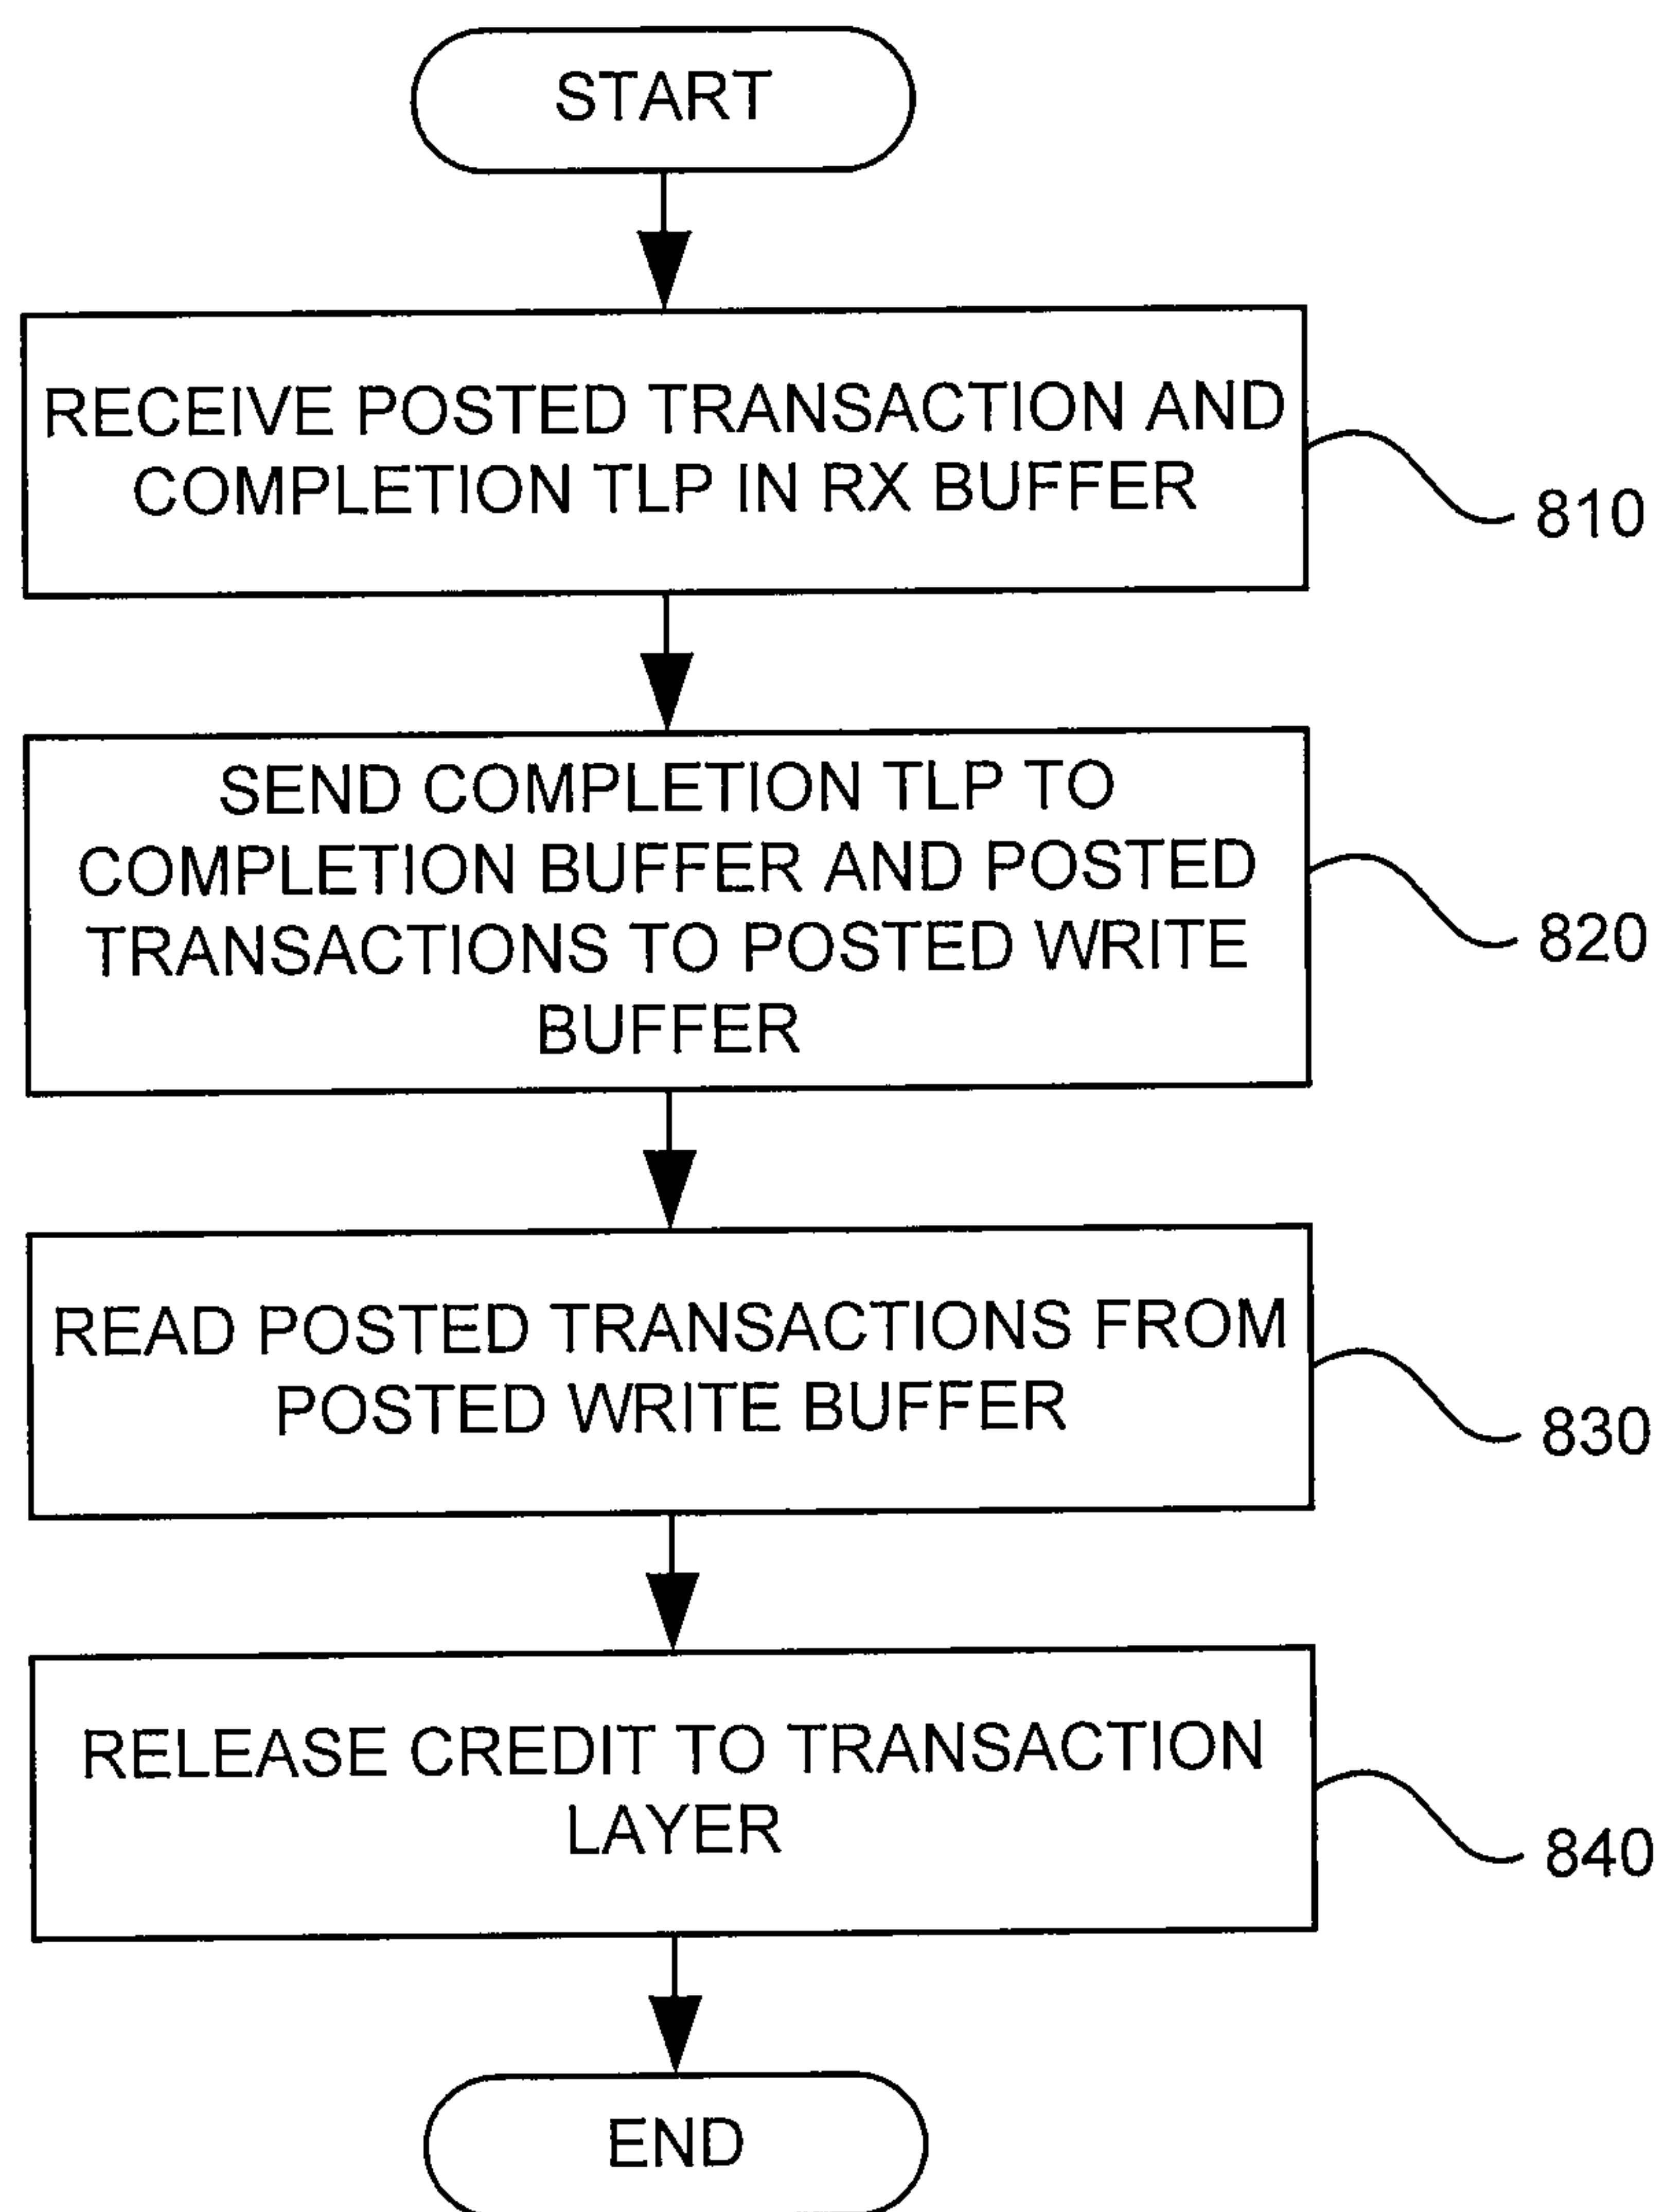 START
RECEIVE POSTED TRANSACTION AND
COMPLETION TLP IN RX BUFFER
810
SEND COMPLETION TLP TO
COMPLETION BUFFER AND POSTED
TRANSACTIONS TO POSTED WRITE
BUFFER
820
READ POSTED TRANSACTIONS FROM
POSTED WRITE BUFFER
830
RELEASE CREDIT TO TRANSACTION
LAYER
840
END